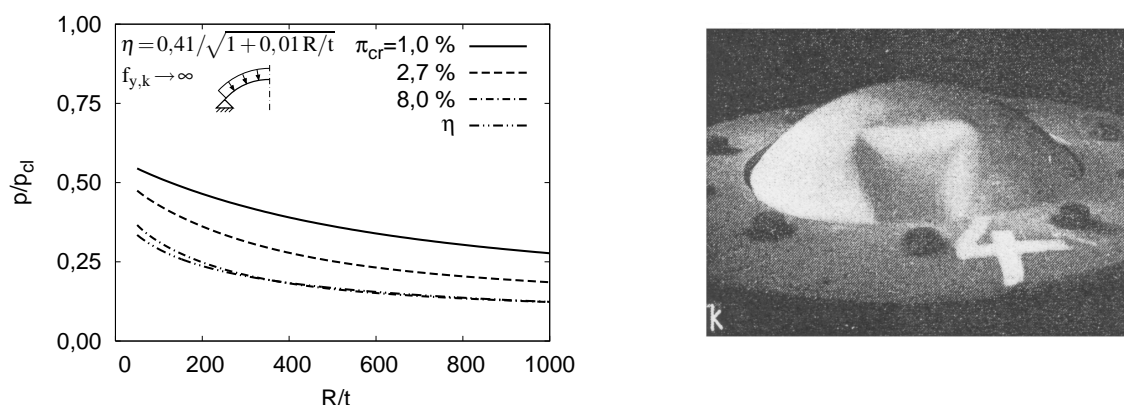 1,00
0,75
0,50
0,25
0,00
p/p_cl
0 200 400 600 800 1000
R/t
η = 0,41/√(1 + 0,01 R/t)
f_y,k → ∞
π_cr=1,0 %
2,7 %
8,0 %
η
4
k